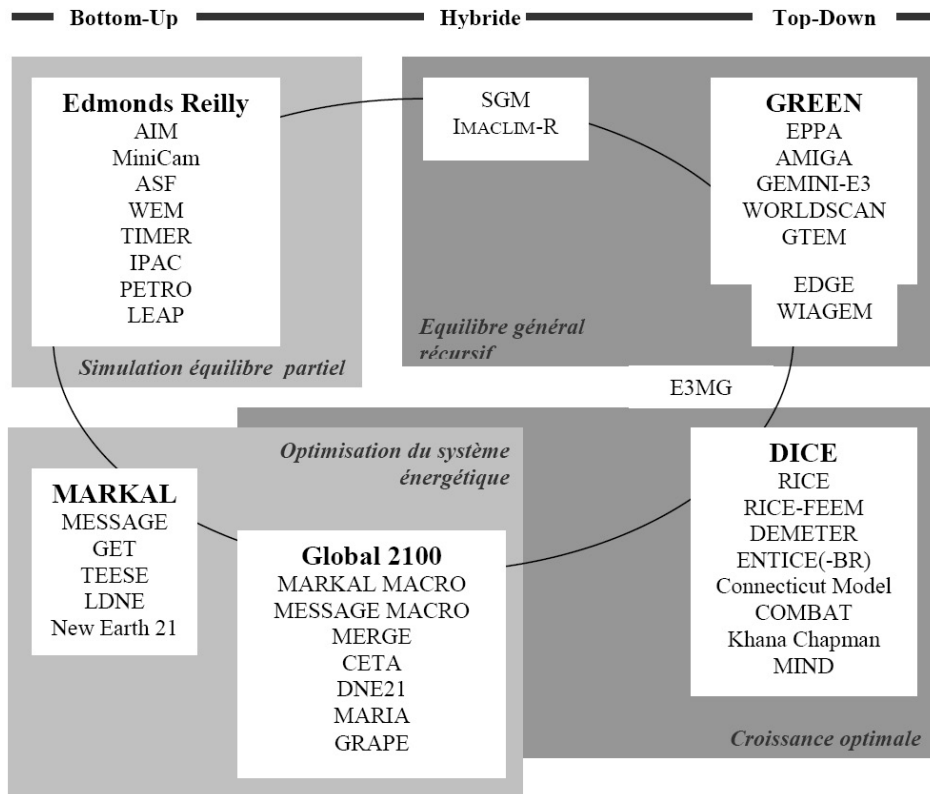 Bottom-Up Hybride Top-Down
Edmonds Reilly
AIM
MiniCam
ASF
WEM
TIMER
IPAC
PETRO
LEAP
Simulation équilibre partiel
SGM
IMACLIM-R
GREEN
EPPA
AMIGA
GEMINI-E3
WORLDSCAN
GTEM
EDGE
WIAGEM
Equilibre général
récursif
E3MG
Optimisation du système
énergétique
MARKAL
MESSAGE
GET
TEESE
LDNE
New Earth 21
Global 2100
MARKAL MACRO
MESSAGE MACRO
MERGE
CETA
DNE21
MARIA
GRAPE
DICE
RICE
RICE-FEEM
DEMETER
ENTICE(-BR)
Connecticut Model
COMBAT
Khana Chapman
MIND
Croissance optimale